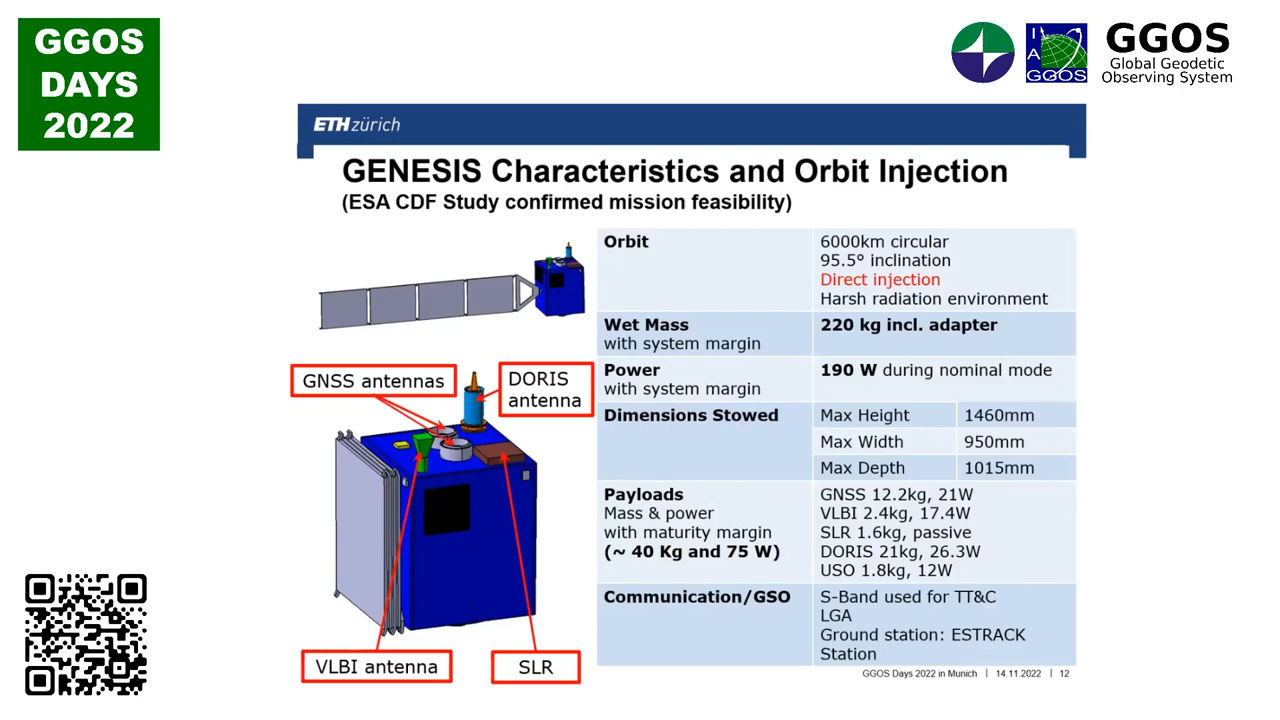 GGOS
DAYS
2022
I
A
G
GGOS
GGOS
Global Geodetic
Observing System
ETH zürich
GENESIS Characteristics and Orbit Injection
(ESA CDF Study confirmed mission feasibility)
GNSS antennas
DORIS
antenna
VLBI antenna
SLR
Orbit
6000km circular
95.5° inclination
Direct injection
Harsh radiation environment
Wet Mass
with system margin
220 kg incl. adapter
Power
with system margin
190 W during nominal mode
Dimensions Stowed
Max Height 1460mm
Max Width 950mm
Max Depth 1015mm
Payloads
Mass & power
with maturity margin
(~ 40 Kg and 75 W)
GNSS 12.2kg, 21W
VLBI 2.4kg, 17.4W
SLR 1.6kg, passive
DORIS 21kg, 26.3W
USO 1.8kg, 12W
Communication/GSO
S-Band used for TT&C
LGA
Ground station: ESTRACK
Station
GGOS Days 2022 in Munich | 14.11.2022 | 12